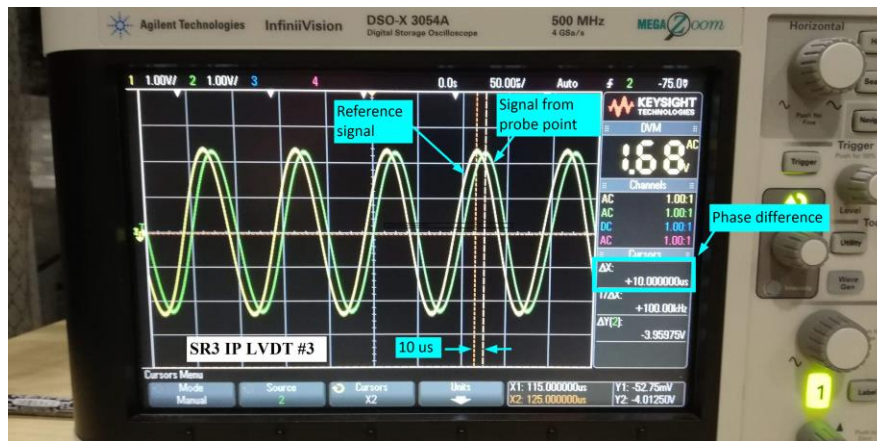 Agilent Technologies InfiniiVision DSO-X 3054A
Digital Storage Oscilloscope
500 MHz
4 GSa/s
MEGA Zoom
Horizontal
1 1.00V/ 2 1.00V/ 3 4 0.0s 50.00s/ Auto 2 -75.0
Reference
signal
Signal from
probe point
KEYSIGHT
TECHNOLOGIES
DVM
AC
1.68 V
Channels
AC 1.00:1
AC 1.00:1
DC 1.00:1
AC 1.00:1
Cursors
ΔX:
+10.000000us
1/ΔX:
+100.00kHz
ΔY(2):
-3.95975V
Phase difference
Trigger
Trigger
Level
Utility
Wave
Gen
1
Label
SR3 IP LVDT #3
10 us
Cursors Menu
Mode
Manual
Source
2
Cursors
X2
Units
X1: 115.000000us
X2: 125.000000us
Y1: -52.75mV
Y2: -4.01250V